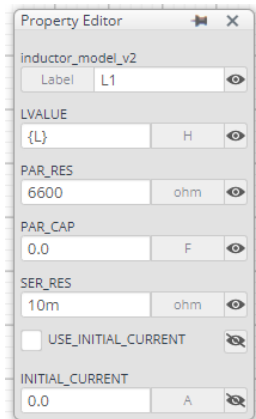 Property Editor
inductor_model_v2
Label L1
LVALUE
{L} H
PAR_RES
6600 ohm
PAR_CAP
0.0 F
SER_RES
10m ohm
USE_INITIAL_CURRENT
INITIAL_CURRENT
0.0 A